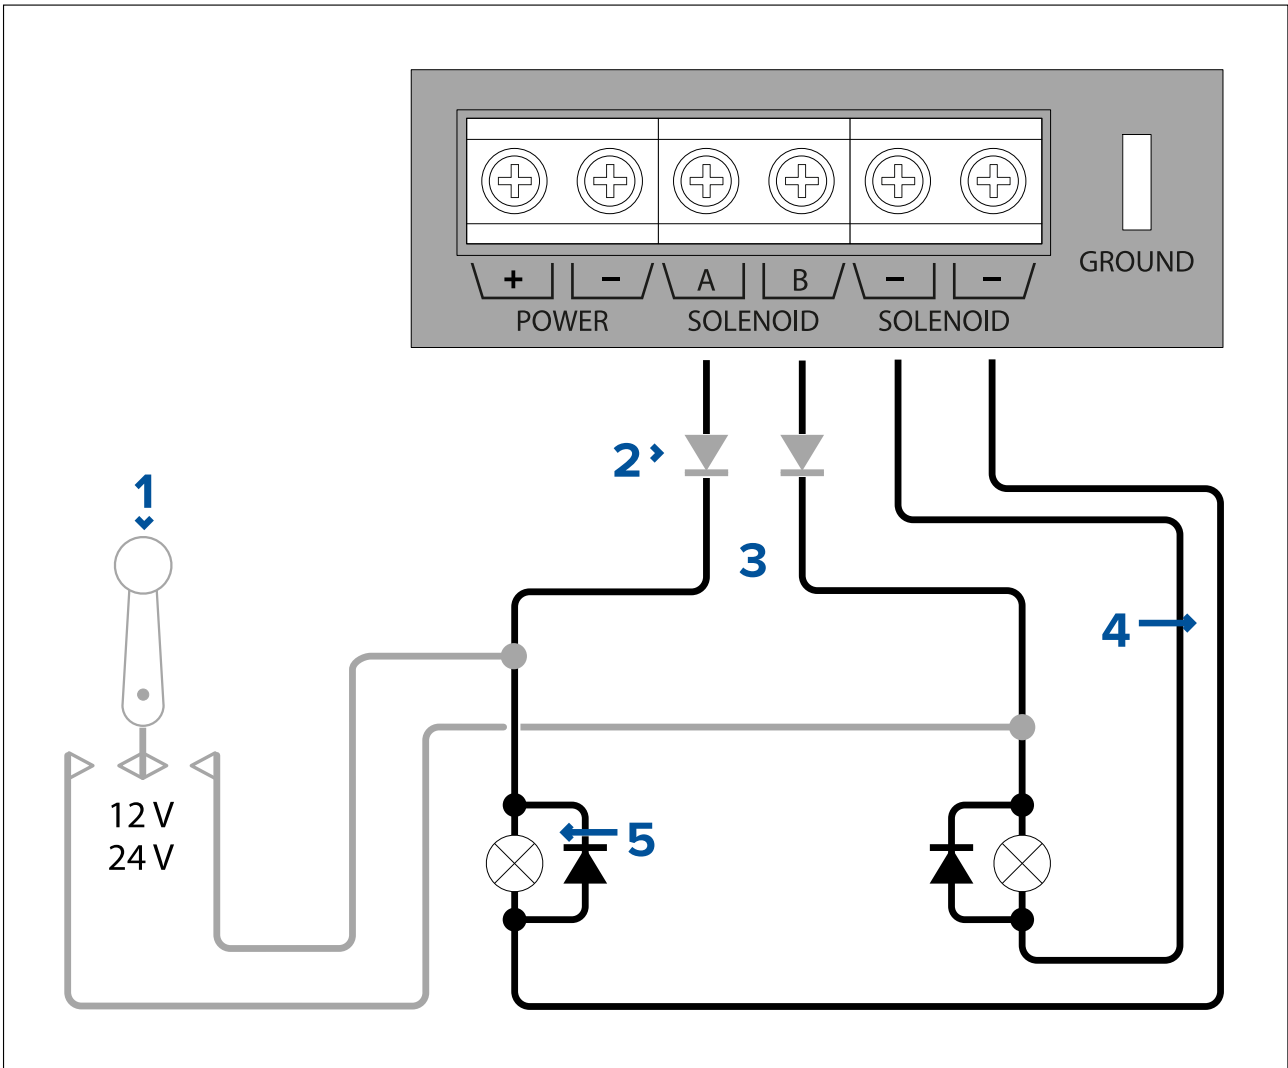 + − A B − −
POWER SOLENOID SOLENOID
GROUND
2
1
3
4
12 V
24 V
5